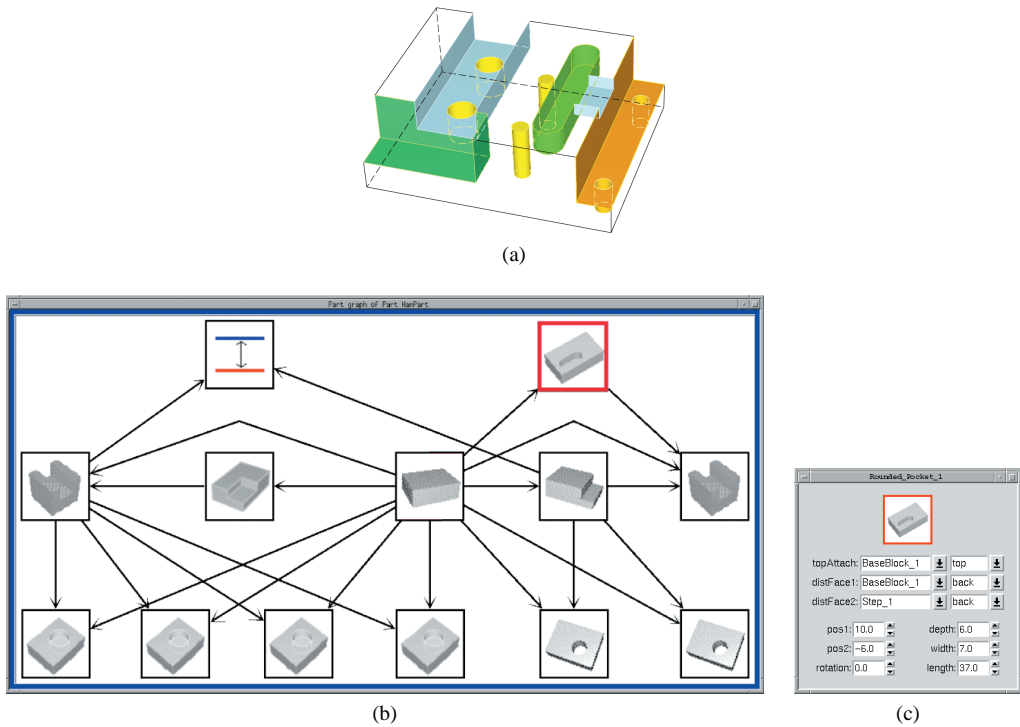 (a)
Part graph of Part HanPart
(b)
Rounded_Pocket_1
topAttach: BaseBlock_1 top
distFace1: BaseBlock_1 back
distFace2: Step_1 back
pos1: 10.0 depth: 6.0
pos2: -6.0 width: 7.0
rotation: 0.0 length: 37.0
(c)